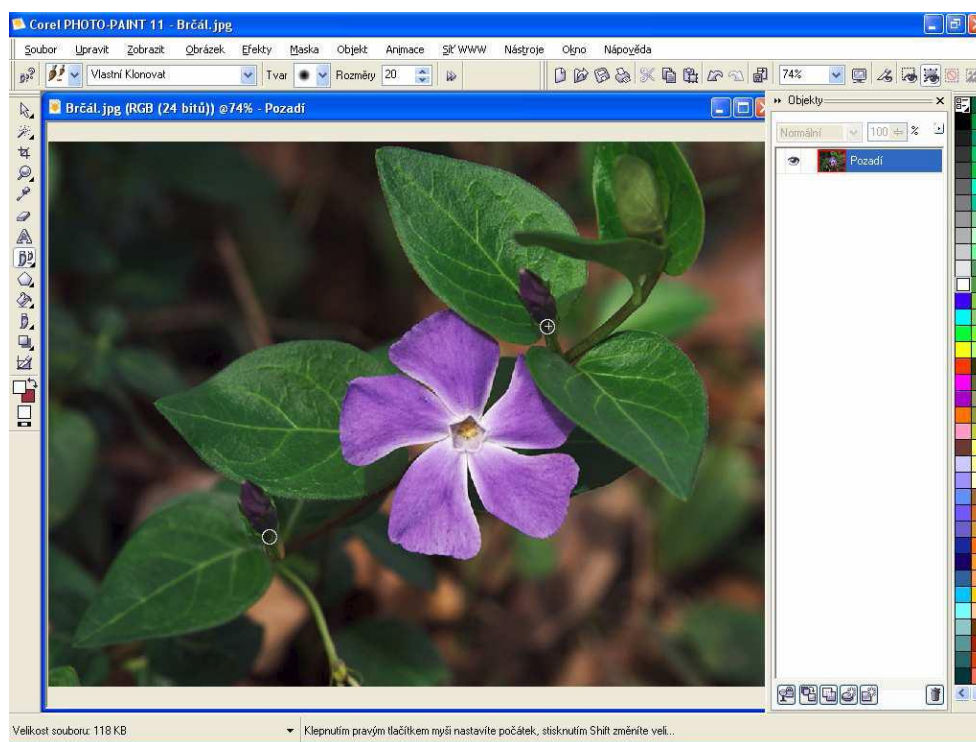 Corel PHOTO-PAINT 11 - Brčál.jpg
Soubor Upravit Zobrazit Obrázek Efekty Maska Objekt Animace Síť WWW Nástroje Okno Nápověda
Vlastní Klonovat Tvar Rozměry 20 74%
Brčál.jpg (RGB (24 bitů)) @74% - Pozadí
Objekty
Normální 100 %
Pozadí
Velikost souboru: 118 KB Klepnutím pravým tlačítkem myši nastavíte počátek, stisknutím Shift změníte veli...